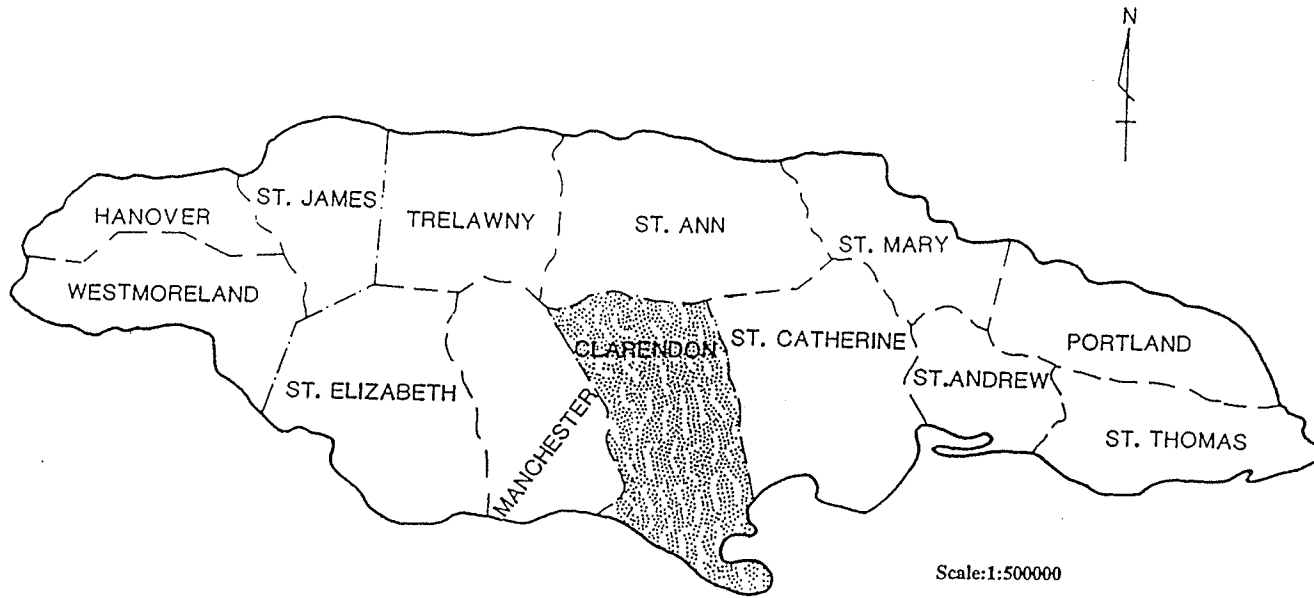 N
ST. JAMES
HANOVER
TRELAWNY
ST. ANN
ST. MARY
WESTMORELAND
CLARENDON
ST. CATHERINE
PORTLAND
ST. ELIZABETH
ST.ANDREW
MANCHESTER
ST. THOMAS
Scale:1:500000